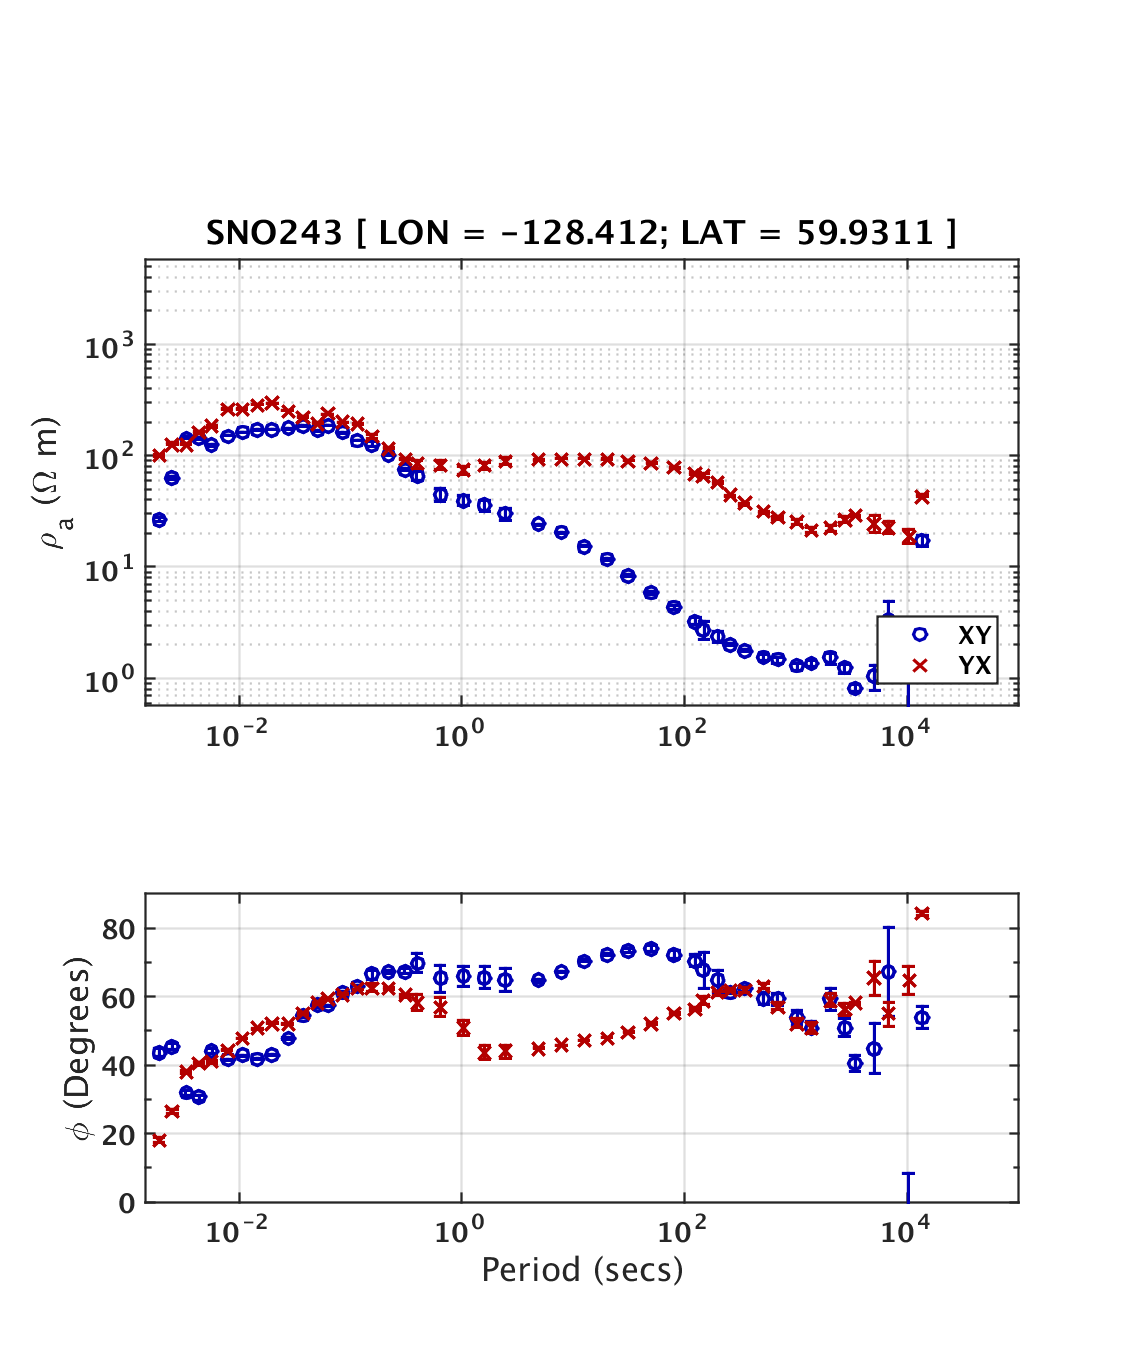 SNO243 [ LON = -128.412; LAT = 59.9311 ]
10³
10²
10¹
10⁰
ρa (Ω m)
XY
YX
10⁻² 10⁰ 10² 10⁴
80
60
40
20
0
ϕ (Degrees)
10⁻² 10⁰ 10² 10⁴
Period (secs)